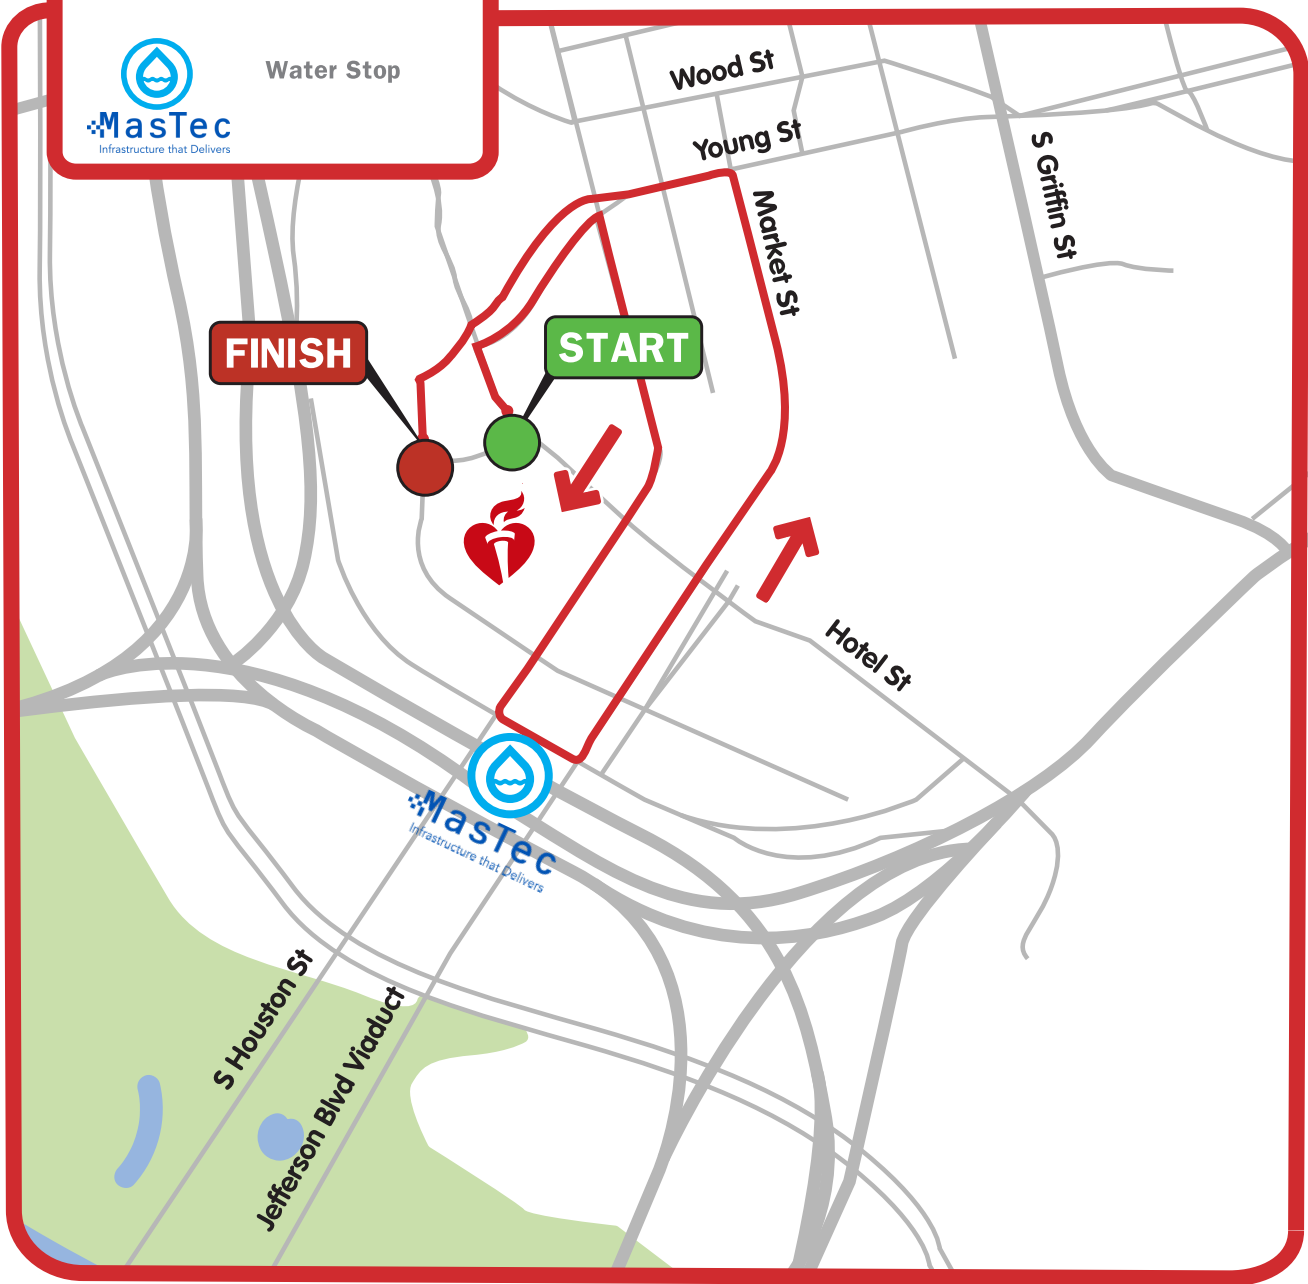 Water Stop
MasTec
Infrastructure that Delivers
Wood St
Young St
S Griffin St
Market St
FINISH
START
Hotel St
MasTec
Infrastructure that Delivers
S Houston St
Jefferson Blvd Viaduct